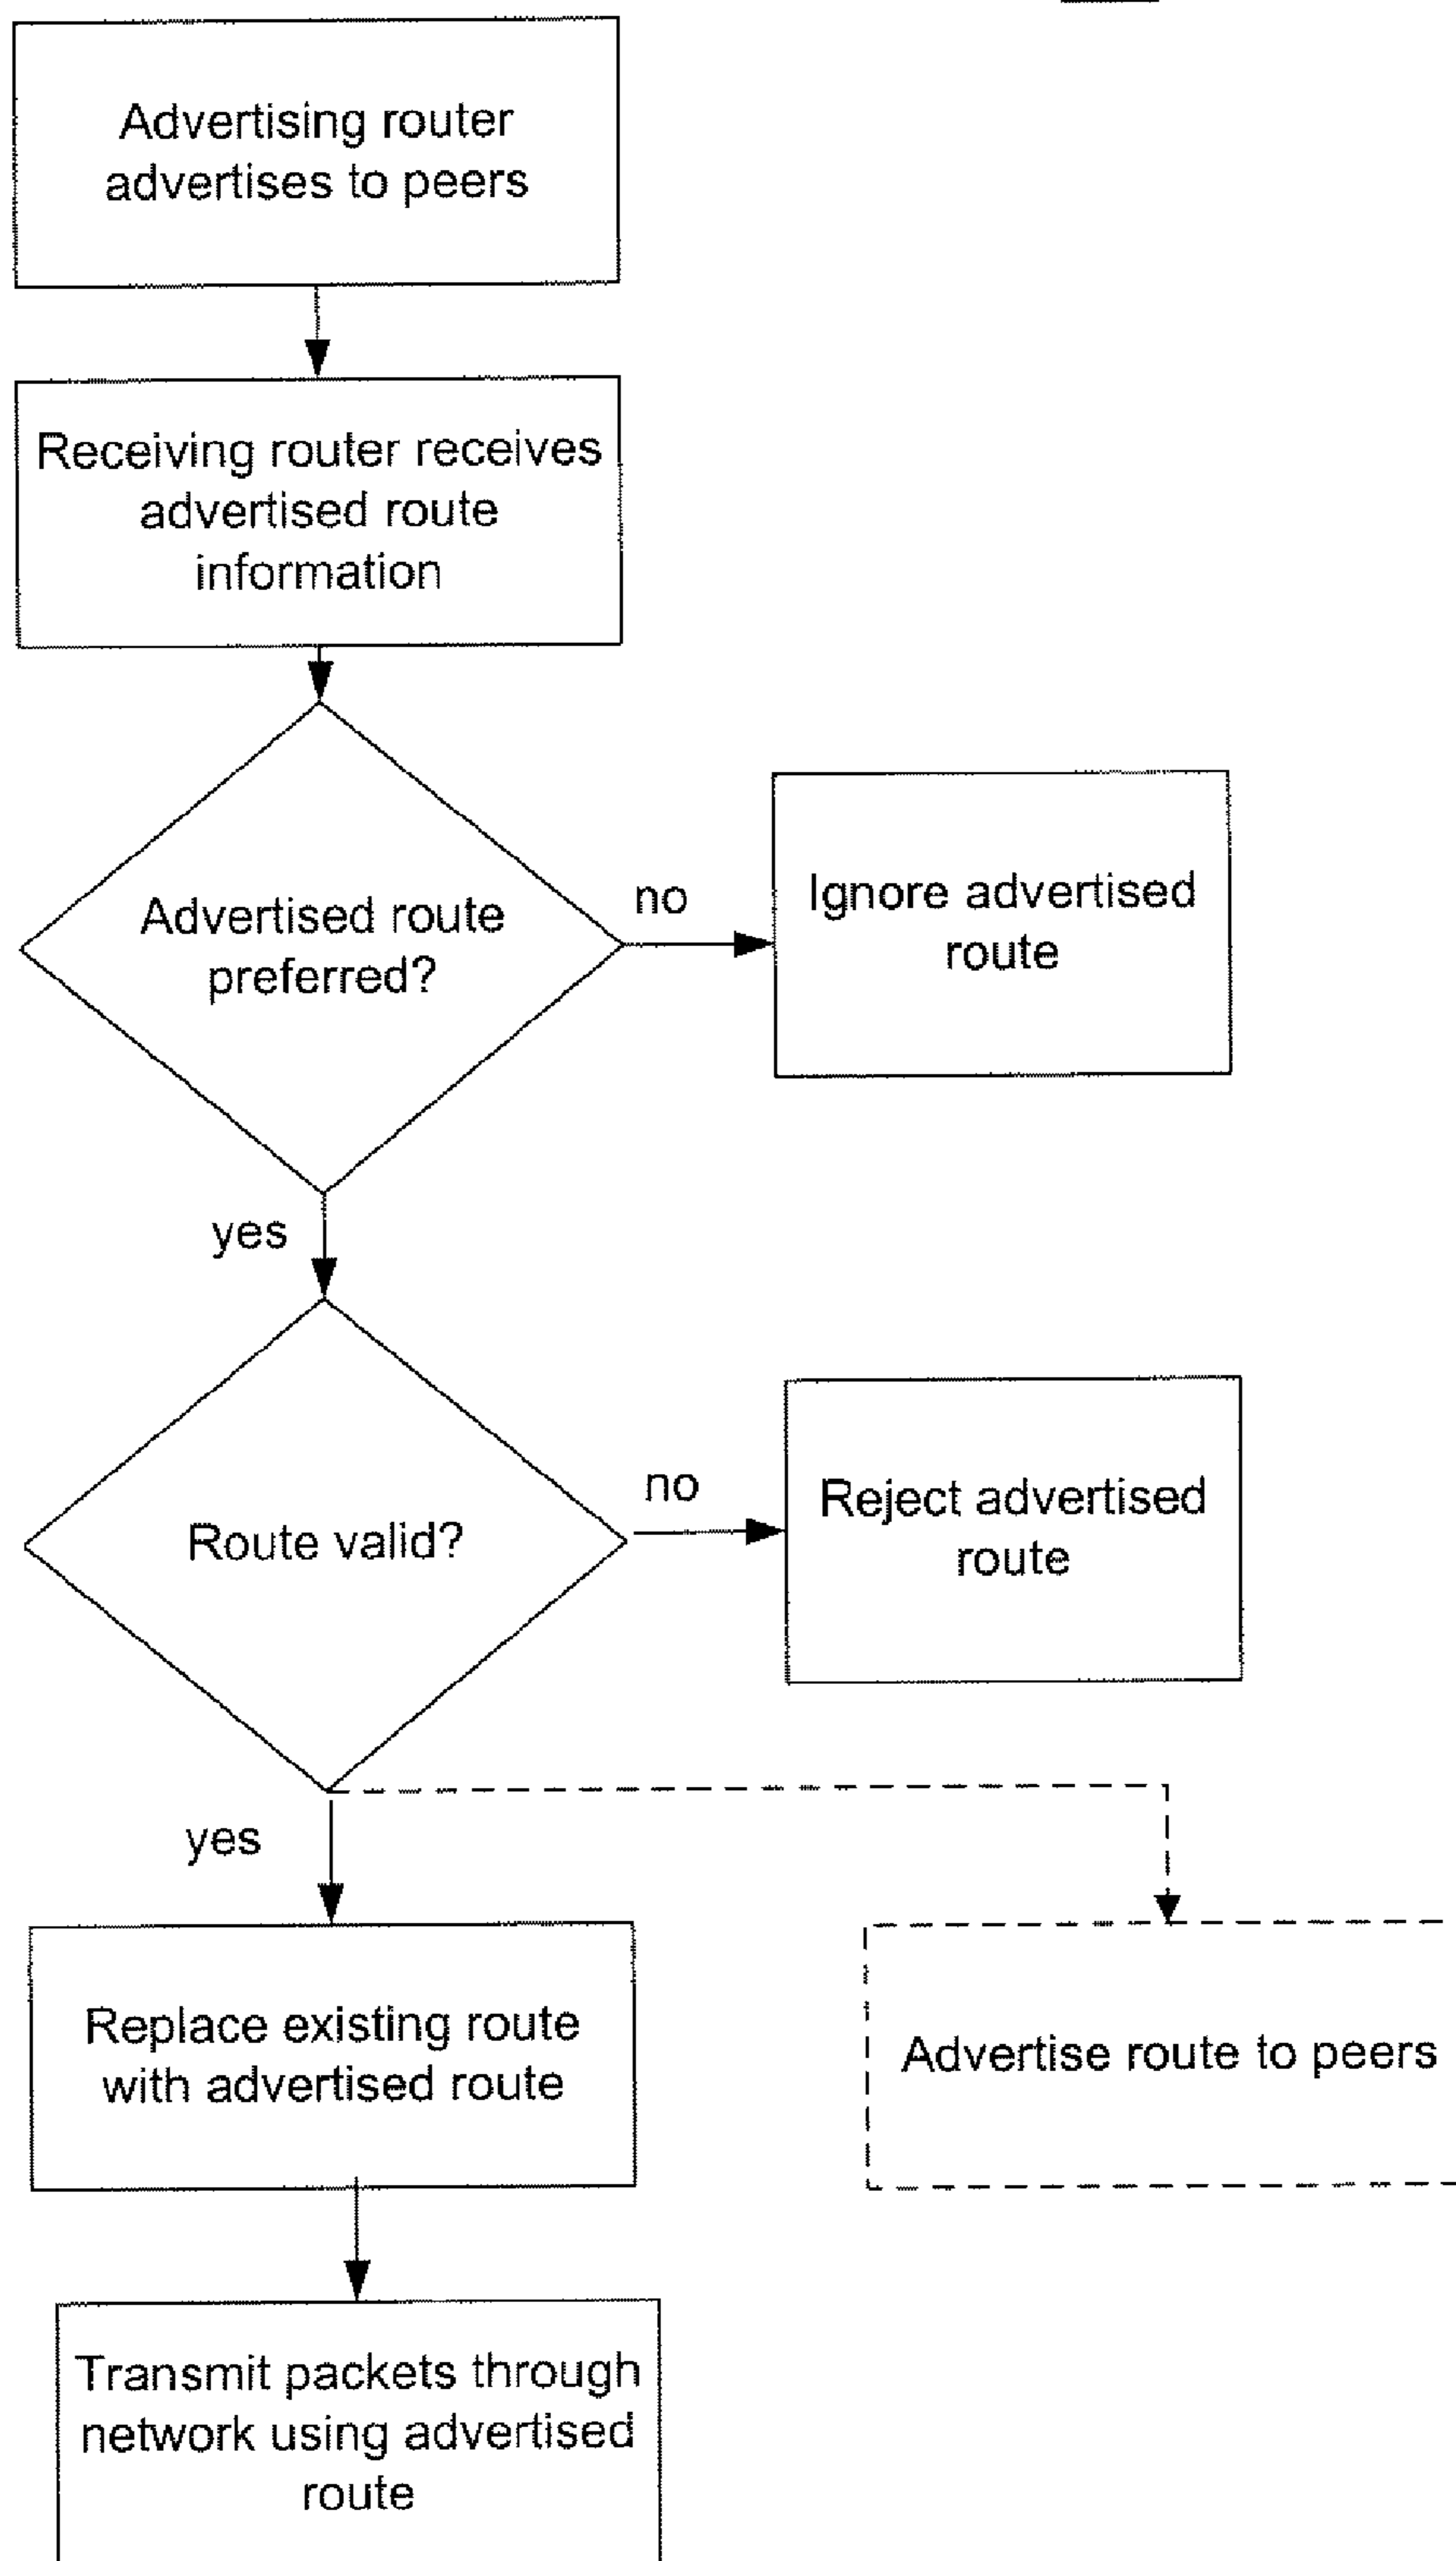 Advertising router
advertises to peers
Receiving router receives
advertised route
information
Advertised route
preferred?
no
Ignore advertised
route
yes
Route valid?
no
Reject advertised
route
yes
Replace existing route
with advertised route
Advertise route to peers
Transmit packets through
network using advertised
route